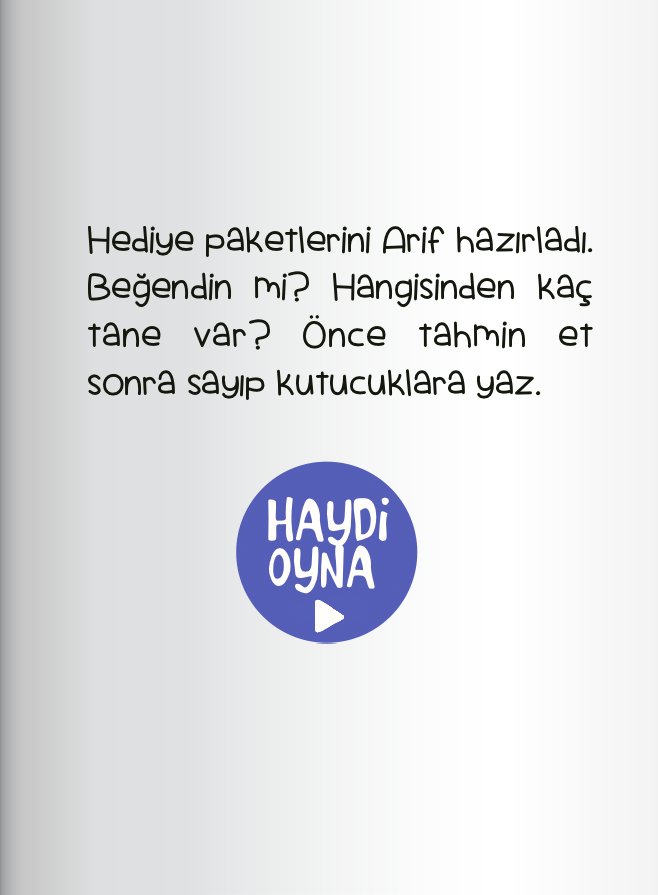 Hediye paketlerini Arif hazırladı.
Beğendin mi? Hangisinden kaç
tane var? Önce tahmin et
sonra sayıp kutucuklara yaz.
HAYDi
OYNA